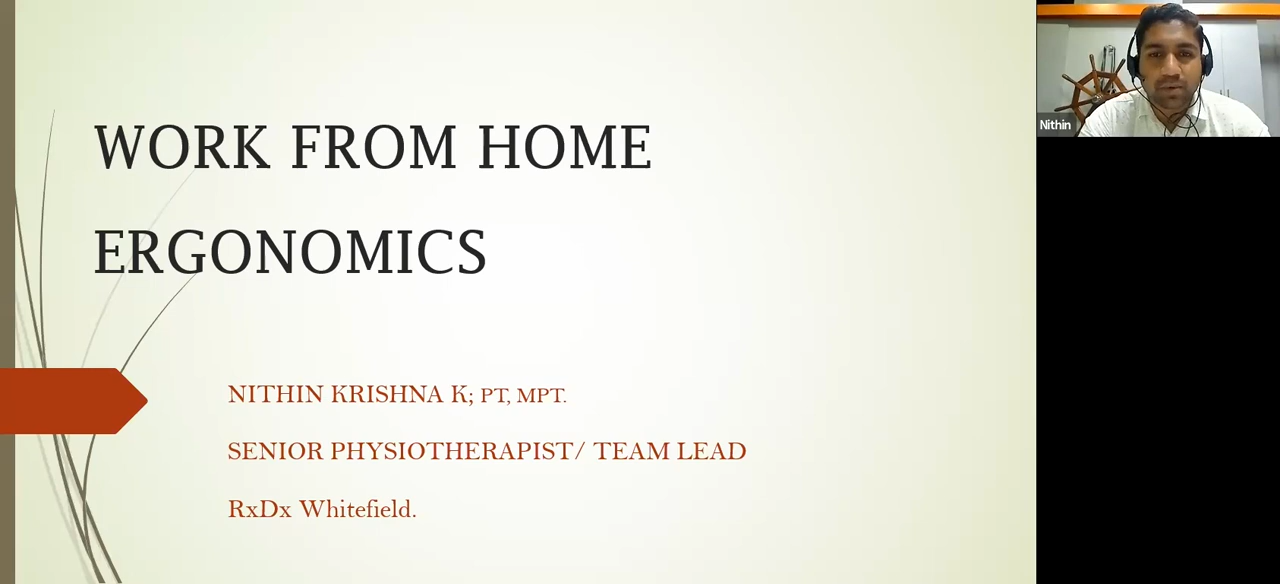 WORK FROM HOME
ERGONOMICS
NITHIN KRISHNA K; PT, MPT.
SENIOR PHYSIOTHERAPIST/ TEAM LEAD
RxDx Whitefield.
Nithin